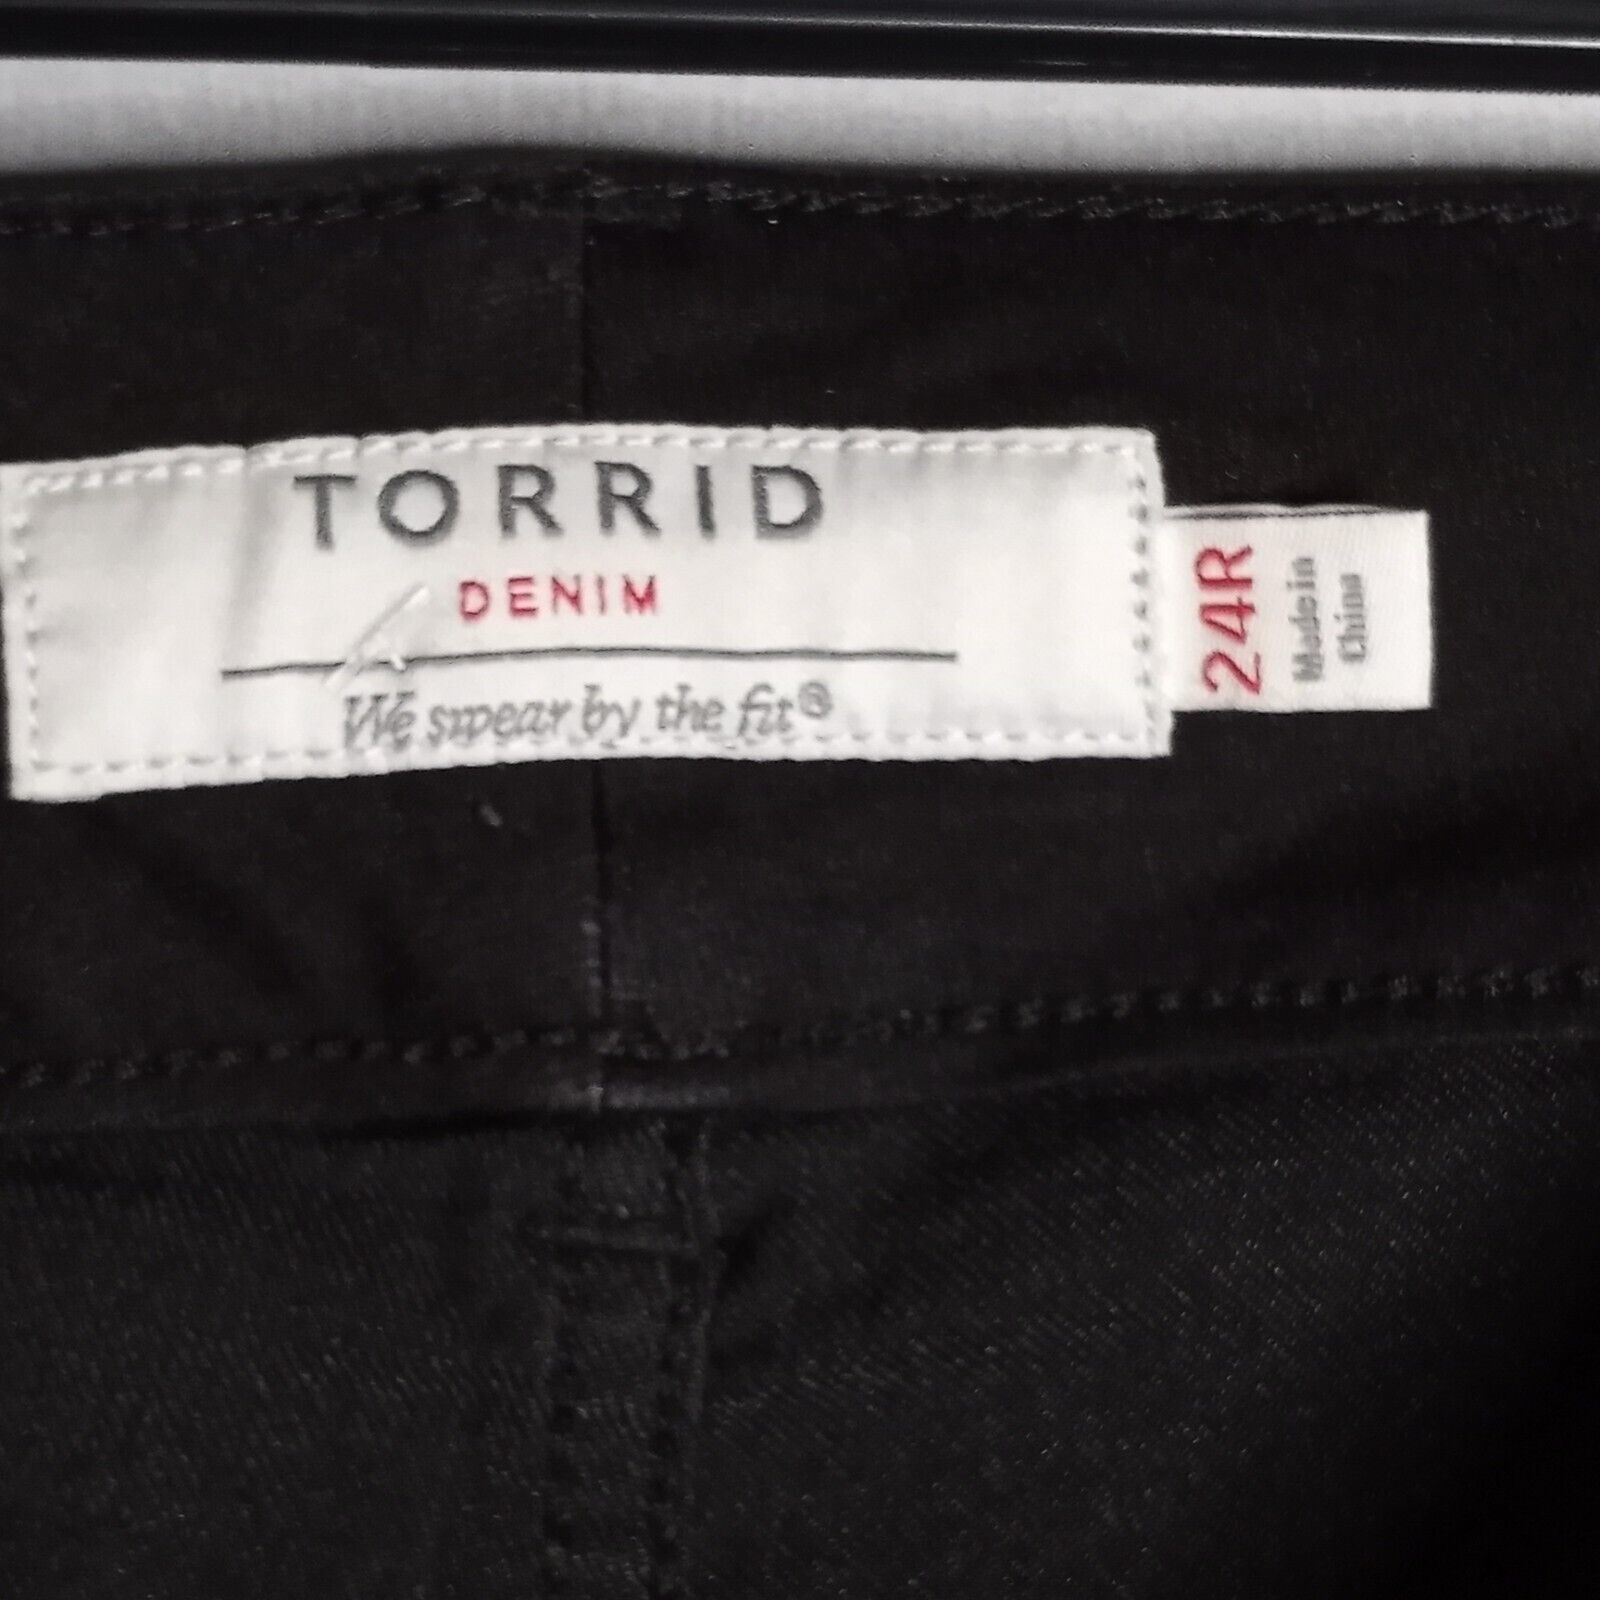 TORRID
DENIM
We swear by the fit®
24R
Made in
China